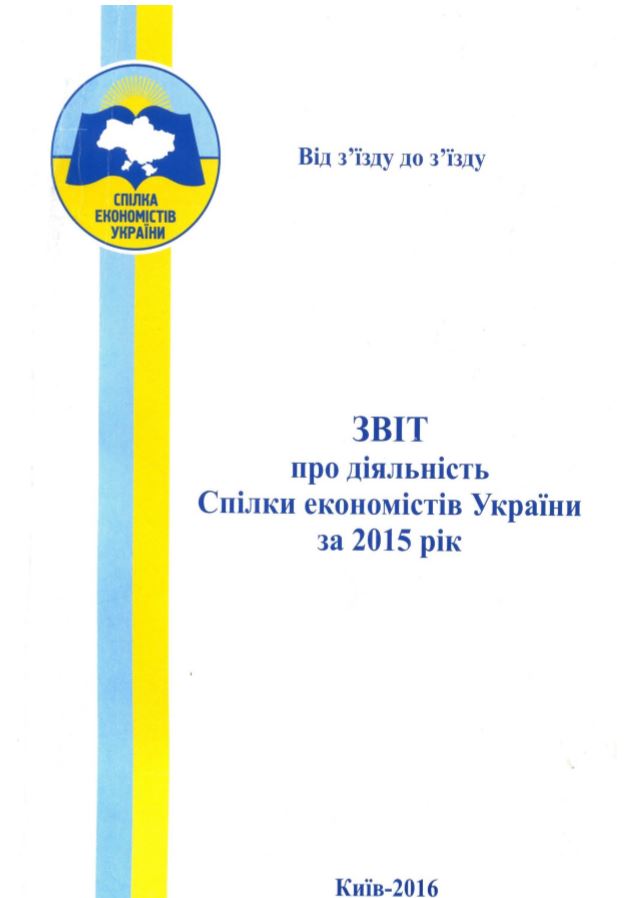 Від з’їзду до з’їзду
СПІЛКА
ЕКОНОМІСТІВ
УКРАЇНИ
ЗВІТ
про діяльність
Спілки економістів України
за 2015 рік
Київ-2016